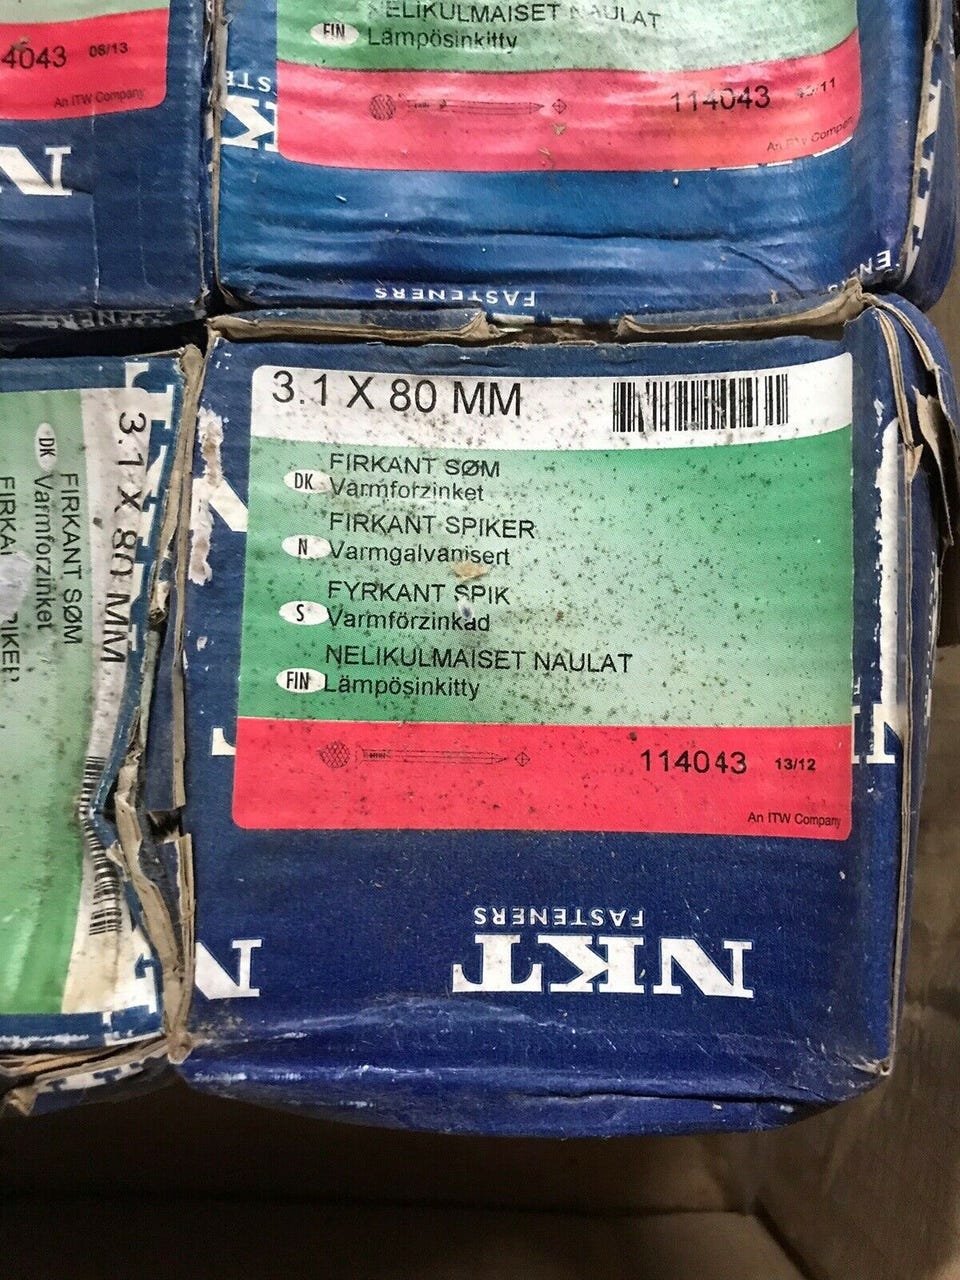 4043 06/13
An ITW Company
NELIKULMAISET NAULAT
FIN Lämpösinkitty
114043
FASTENERS
3.1 X 80 MM
DK FIRKANT SØM
Varmforzinket
N FIRKANT SPIKER
Varmgalvanisert
S FYRKANT SPIK
Varmförzinkad
FIN NELIKULMAISET NAULAT
Lämpösinkitty
114043 13/12
An ITW Company
FASTENERS
NKT
3.1 X 80 MM
DK FIRKANT SØM
Varmforzinket